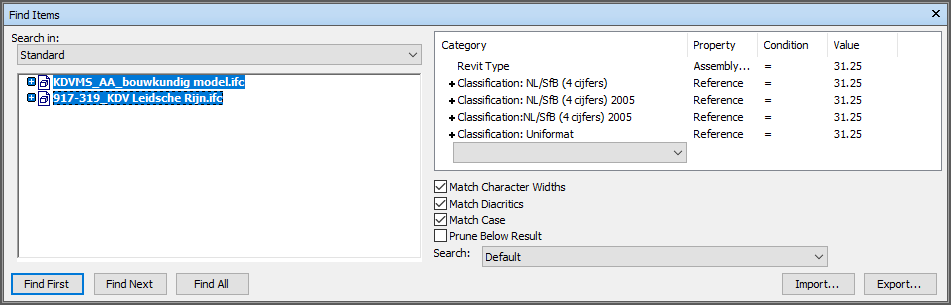 Find Items
Search in:
Standard
KDVMS_AA_bouwkundig model.ifc
917-319_KDV Leidsche Rijn.ifc
Category Property Condition Value
Revit Type Assembly... = 31.25
Classification: NL/SfB (4 cijfers) Reference = 31.25
Classification: NL/SfB (4 cijfers) 2005 Reference = 31.25
Classification:NL/SfB (4 cijfers) 2005 Reference = 31.25
Classification: Uniformat Reference = 31.25
Match Character Widths
Match Diacritics
Match Case
Prune Below Result
Search: Default
Find First Find Next Find All Import... Export...